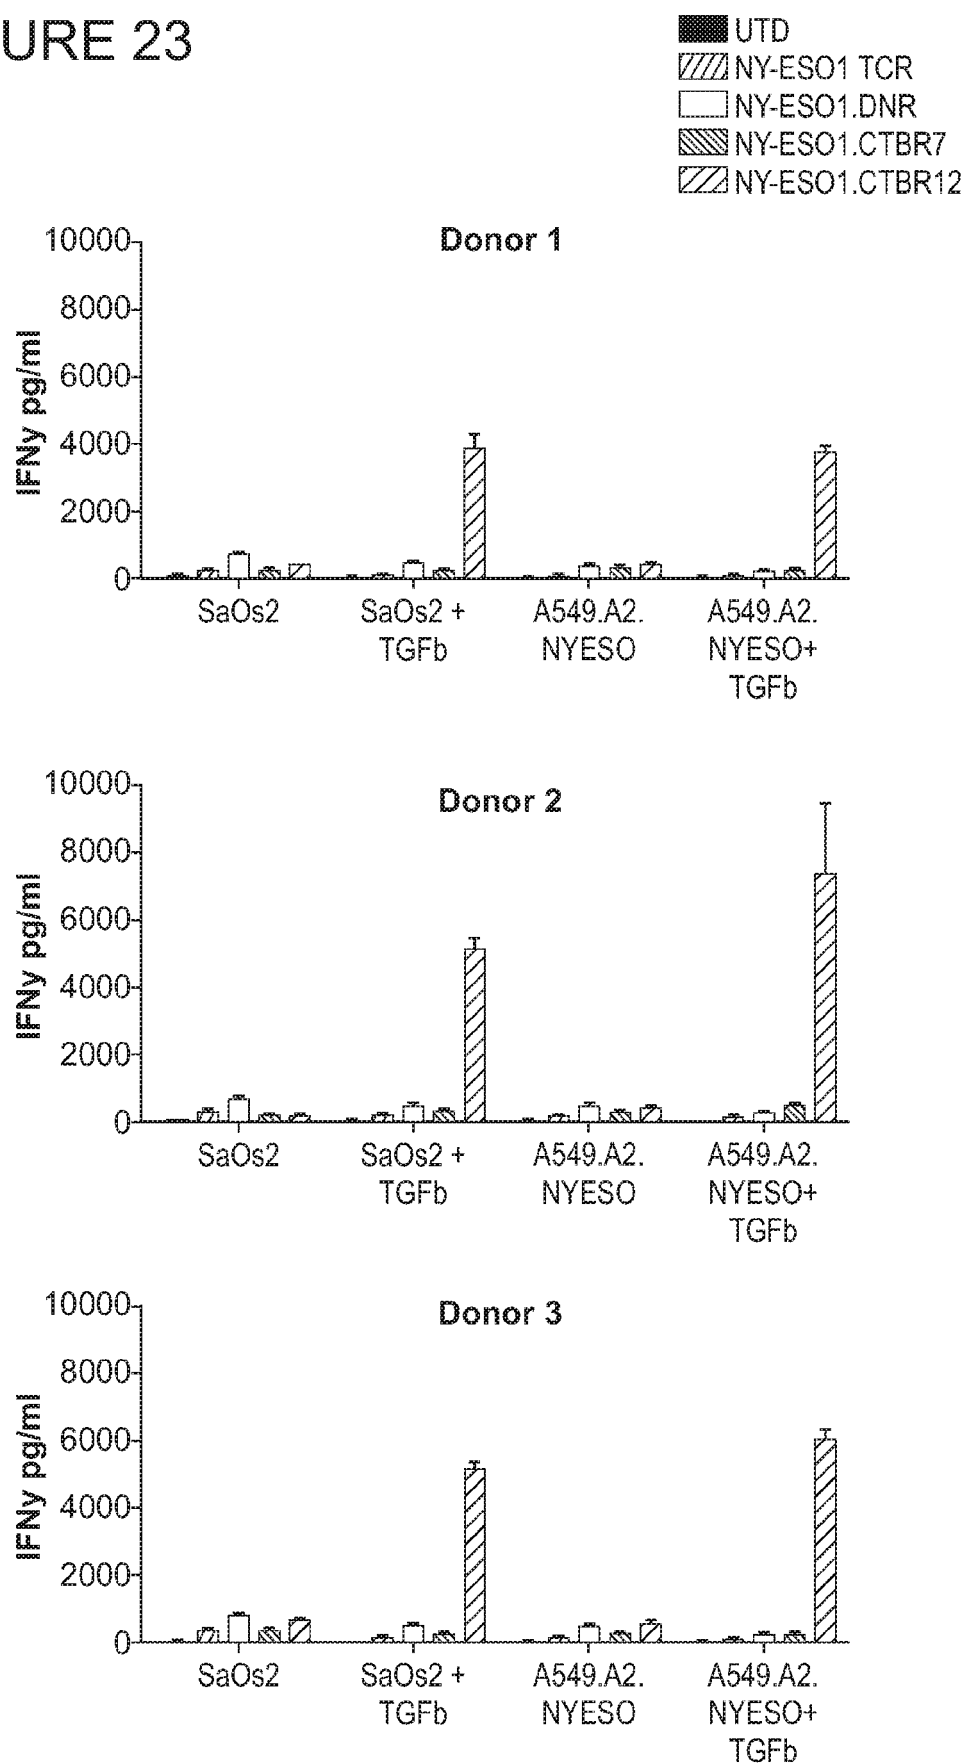 URE 23
UTD
NY-ESO1 TCR
NY-ESO1.DNR
NY-ESO1.CTBR7
NY-ESO1.CTBR12
Donor 1
IFNγ pg/ml
10000
8000
6000
4000
2000
0
SaOs2
SaOs2 +
TGFb
A549.A2.
NYESO
A549.A2.
NYESO+
TGFb
Donor 2
IFNγ pg/ml
10000
8000
6000
4000
2000
0
SaOs2
SaOs2 +
TGFb
A549.A2.
NYESO
A549.A2.
NYESO+
TGFb
Donor 3
IFNγ pg/ml
10000
8000
6000
4000
2000
0
SaOs2
SaOs2 +
TGFb
A549.A2.
NYESO
A549.A2.
NYESO+
TGFb